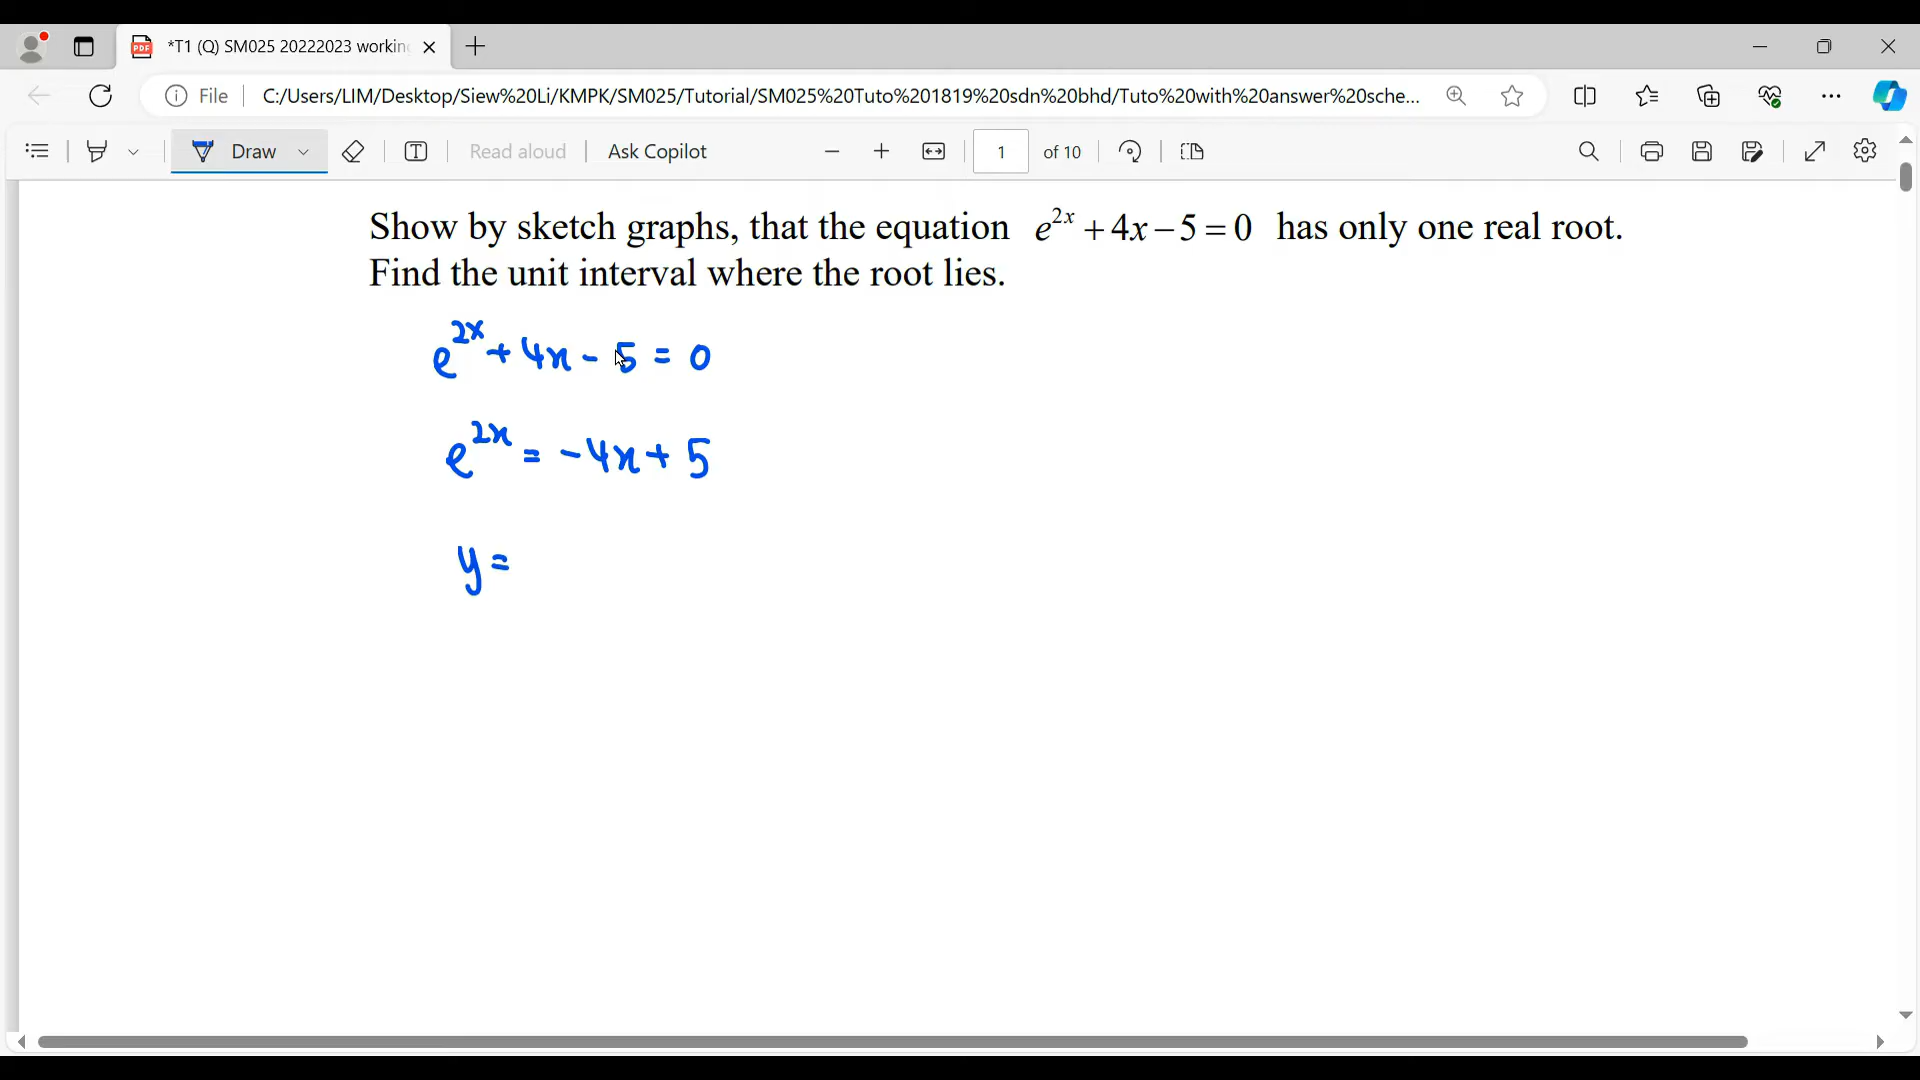 *T1 (Q) SM025 20222023 workin
File C:/Users/LIM/Desktop/Siew%20Li/KMPK/SM025/Tutorial/SM025%20Tuto%201819%20sdn%20bhd/Tuto%20with%20answer%20sche...
Draw Read aloud Ask Copilot 1 of 10
Show by sketch graphs, that the equation e^{2x} + 4x − 5 = 0 has only one real root.
Find the unit interval where the root lies.
e^{2x} + 4x - 5 = 0
e^{2x} = -4x + 5
y =